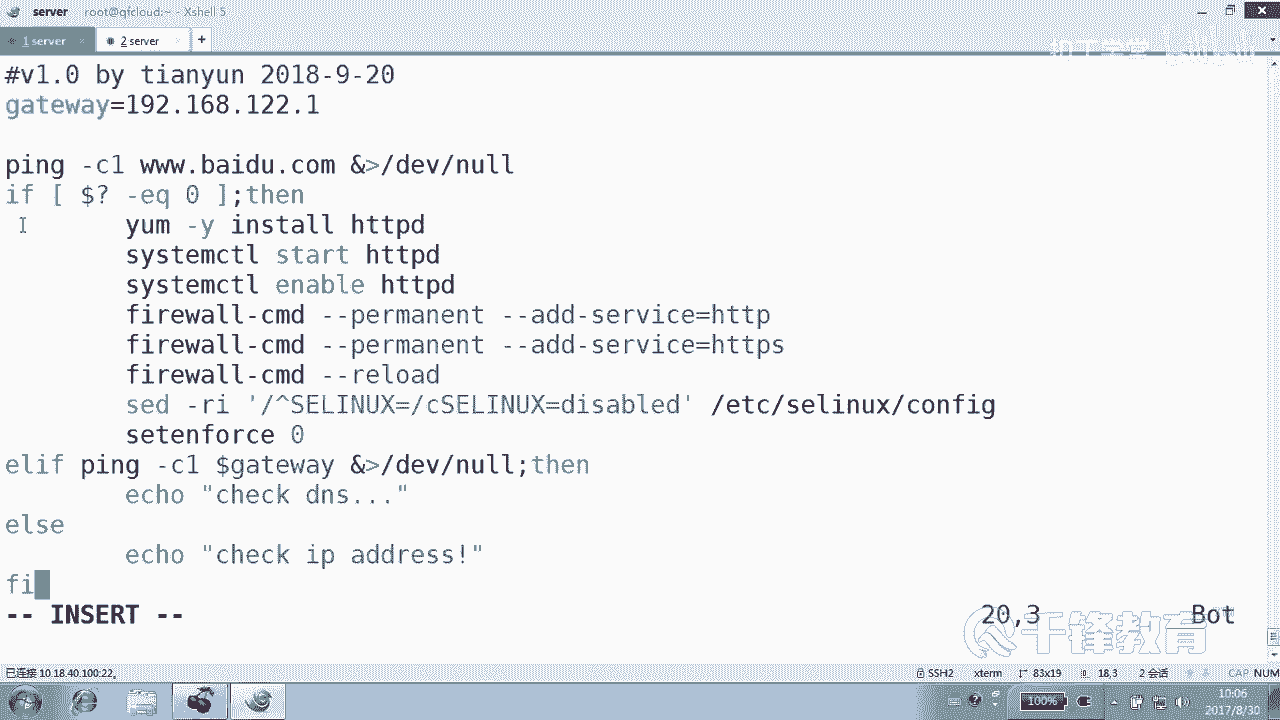 server root@qfcloud:~ - Xshell 5
1 server × 2 server × +
#v1.0 by tianyun 2018-9-20
gateway=192.168.122.1
ping -c1 www.baidu.com &>/dev/null
if [ $? -eq 0 ];then
yum -y install httpd
systemctl start httpd
systemctl enable httpd
firewall-cmd --permanent --add-service=http
firewall-cmd --permanent --add-service=https
firewall-cmd --reload
sed -ri '/^SELINUX=/cSELINUX=disabled' /etc/selinux/config
setenforce 0
elif ping -c1 $gateway &>/dev/null;then
echo "check dns..."
else
echo "check ip address!"
fi
-- INSERT -- 20,3 Bot
千锋教育
已连接 10.18.40.100:22。 SSH2 xterm 83x19 18,3 2 会话 CAP NUM
100% 10:06
2017/8/30